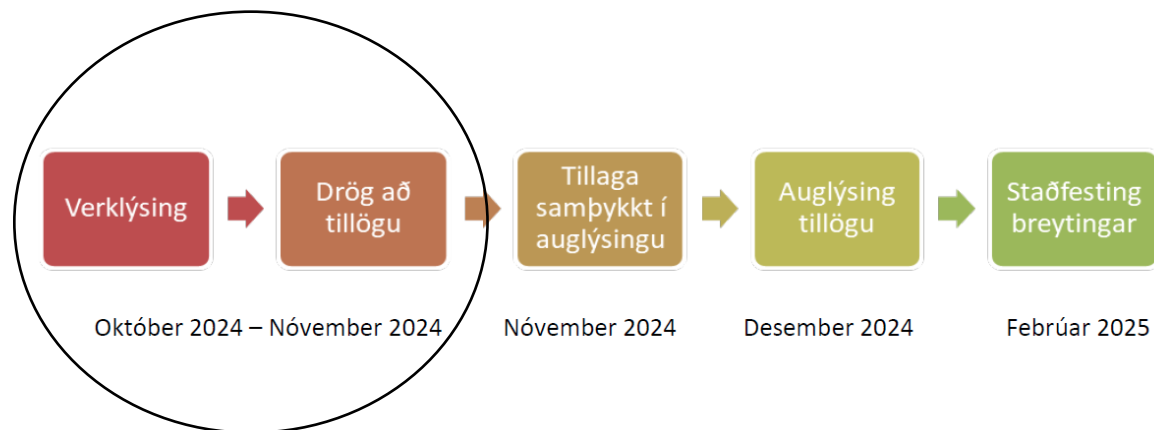 Verklýsing
Drög að
tillögu
Tillaga
samþykkt í
auglýsingu
Auglýsing
tillögu
Staðfesting
breytingar
Október 2024 – Nóvember 2024
Nóvember 2024
Desember 2024
Febrúar 2025